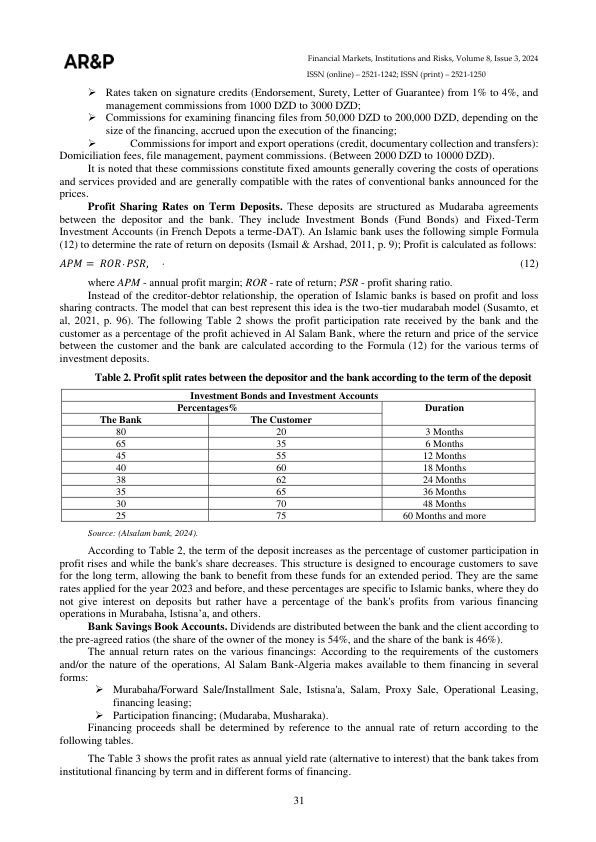 AR&P
Financial Markets, Institutions and Risks, Volume 8, Issue 3, 2024
ISSN (online) – 2521-1242; ISSN (print) – 2521-1250
➢ Rates taken on signature credits (Endorsement, Surety, Letter of Guarantee) from 1% to 4%, and
management commissions from 1000 DZD to 3000 DZD;
➢ Commissions for examining financing files from 50,000 DZD to 200,000 DZD, depending on the
size of the financing, accrued upon the execution of the financing;
➢ Commissions for import and export operations (credit, documentary collection and transfers):
Domiciliation fees, file management, payment commissions. (Between 2000 DZD to 10000 DZD).
It is noted that these commissions constitute fixed amounts generally covering the costs of operations
and services provided and are generally compatible with the rates of conventional banks announced for the
prices.
Profit Sharing Rates on Term Deposits. These deposits are structured as Mudaraba agreements
between the depositor and the bank. They include Investment Bonds (Fund Bonds) and Fixed-Term
Investment Accounts (in French Depots a terme-DAT). An Islamic bank uses the following simple Formula
(12) to determine the rate of return on deposits (Ismail & Arshad, 2011, p. 9); Profit is calculated as follows:
APM = ROR·PSR, · (12)
where APM - annual profit margin; ROR - rate of return; PSR - profit sharing ratio.
Instead of the creditor-debtor relationship, the operation of Islamic banks is based on profit and loss
sharing contracts. The model that can best represent this idea is the two-tier mudarabah model (Susamto, et
al, 2021, p. 96). The following Table 2 shows the profit participation rate received by the bank and the
customer as a percentage of the profit achieved in Al Salam Bank, where the return and price of the service
between the customer and the bank are calculated according to the Formula (12) for the various terms of
investment deposits.
Table 2. Profit split rates between the depositor and the bank according to the term of the deposit
Investment Bonds and Investment Accounts
Percentages% Duration
The Bank The Customer
80 20 3 Months
65 35 6 Months
45 55 12 Months
40 60 18 Months
38 62 24 Months
35 65 36 Months
30 70 48 Months
25 75 60 Months and more
Source: (Alsalam bank, 2024).
According to Table 2, the term of the deposit increases as the percentage of customer participation in
profit rises and while the bank's share decreases. This structure is designed to encourage customers to save
for the long term, allowing the bank to benefit from these funds for an extended period. They are the same
rates applied for the year 2023 and before, and these percentages are specific to Islamic banks, where they do
not give interest on deposits but rather have a percentage of the bank's profits from various financing
operations in Murabaha, Istisna'a, and others.
Bank Savings Book Accounts. Dividends are distributed between the bank and the client according to
the pre-agreed ratios (the share of the owner of the money is 54%, and the share of the bank is 46%).
The annual return rates on the various financings: According to the requirements of the customers
and/or the nature of the operations, Al Salam Bank-Algeria makes available to them financing in several
forms:
➢ Murabaha/Forward Sale/Installment Sale, Istisna'a, Salam, Proxy Sale, Operational Leasing,
financing leasing;
➢ Participation financing; (Mudaraba, Musharaka).
Financing proceeds shall be determined by reference to the annual rate of return according to the
following tables.
The Table 3 shows the profit rates as annual yield rate (alternative to interest) that the bank takes from
institutional financing by term and in different forms of financing.
31